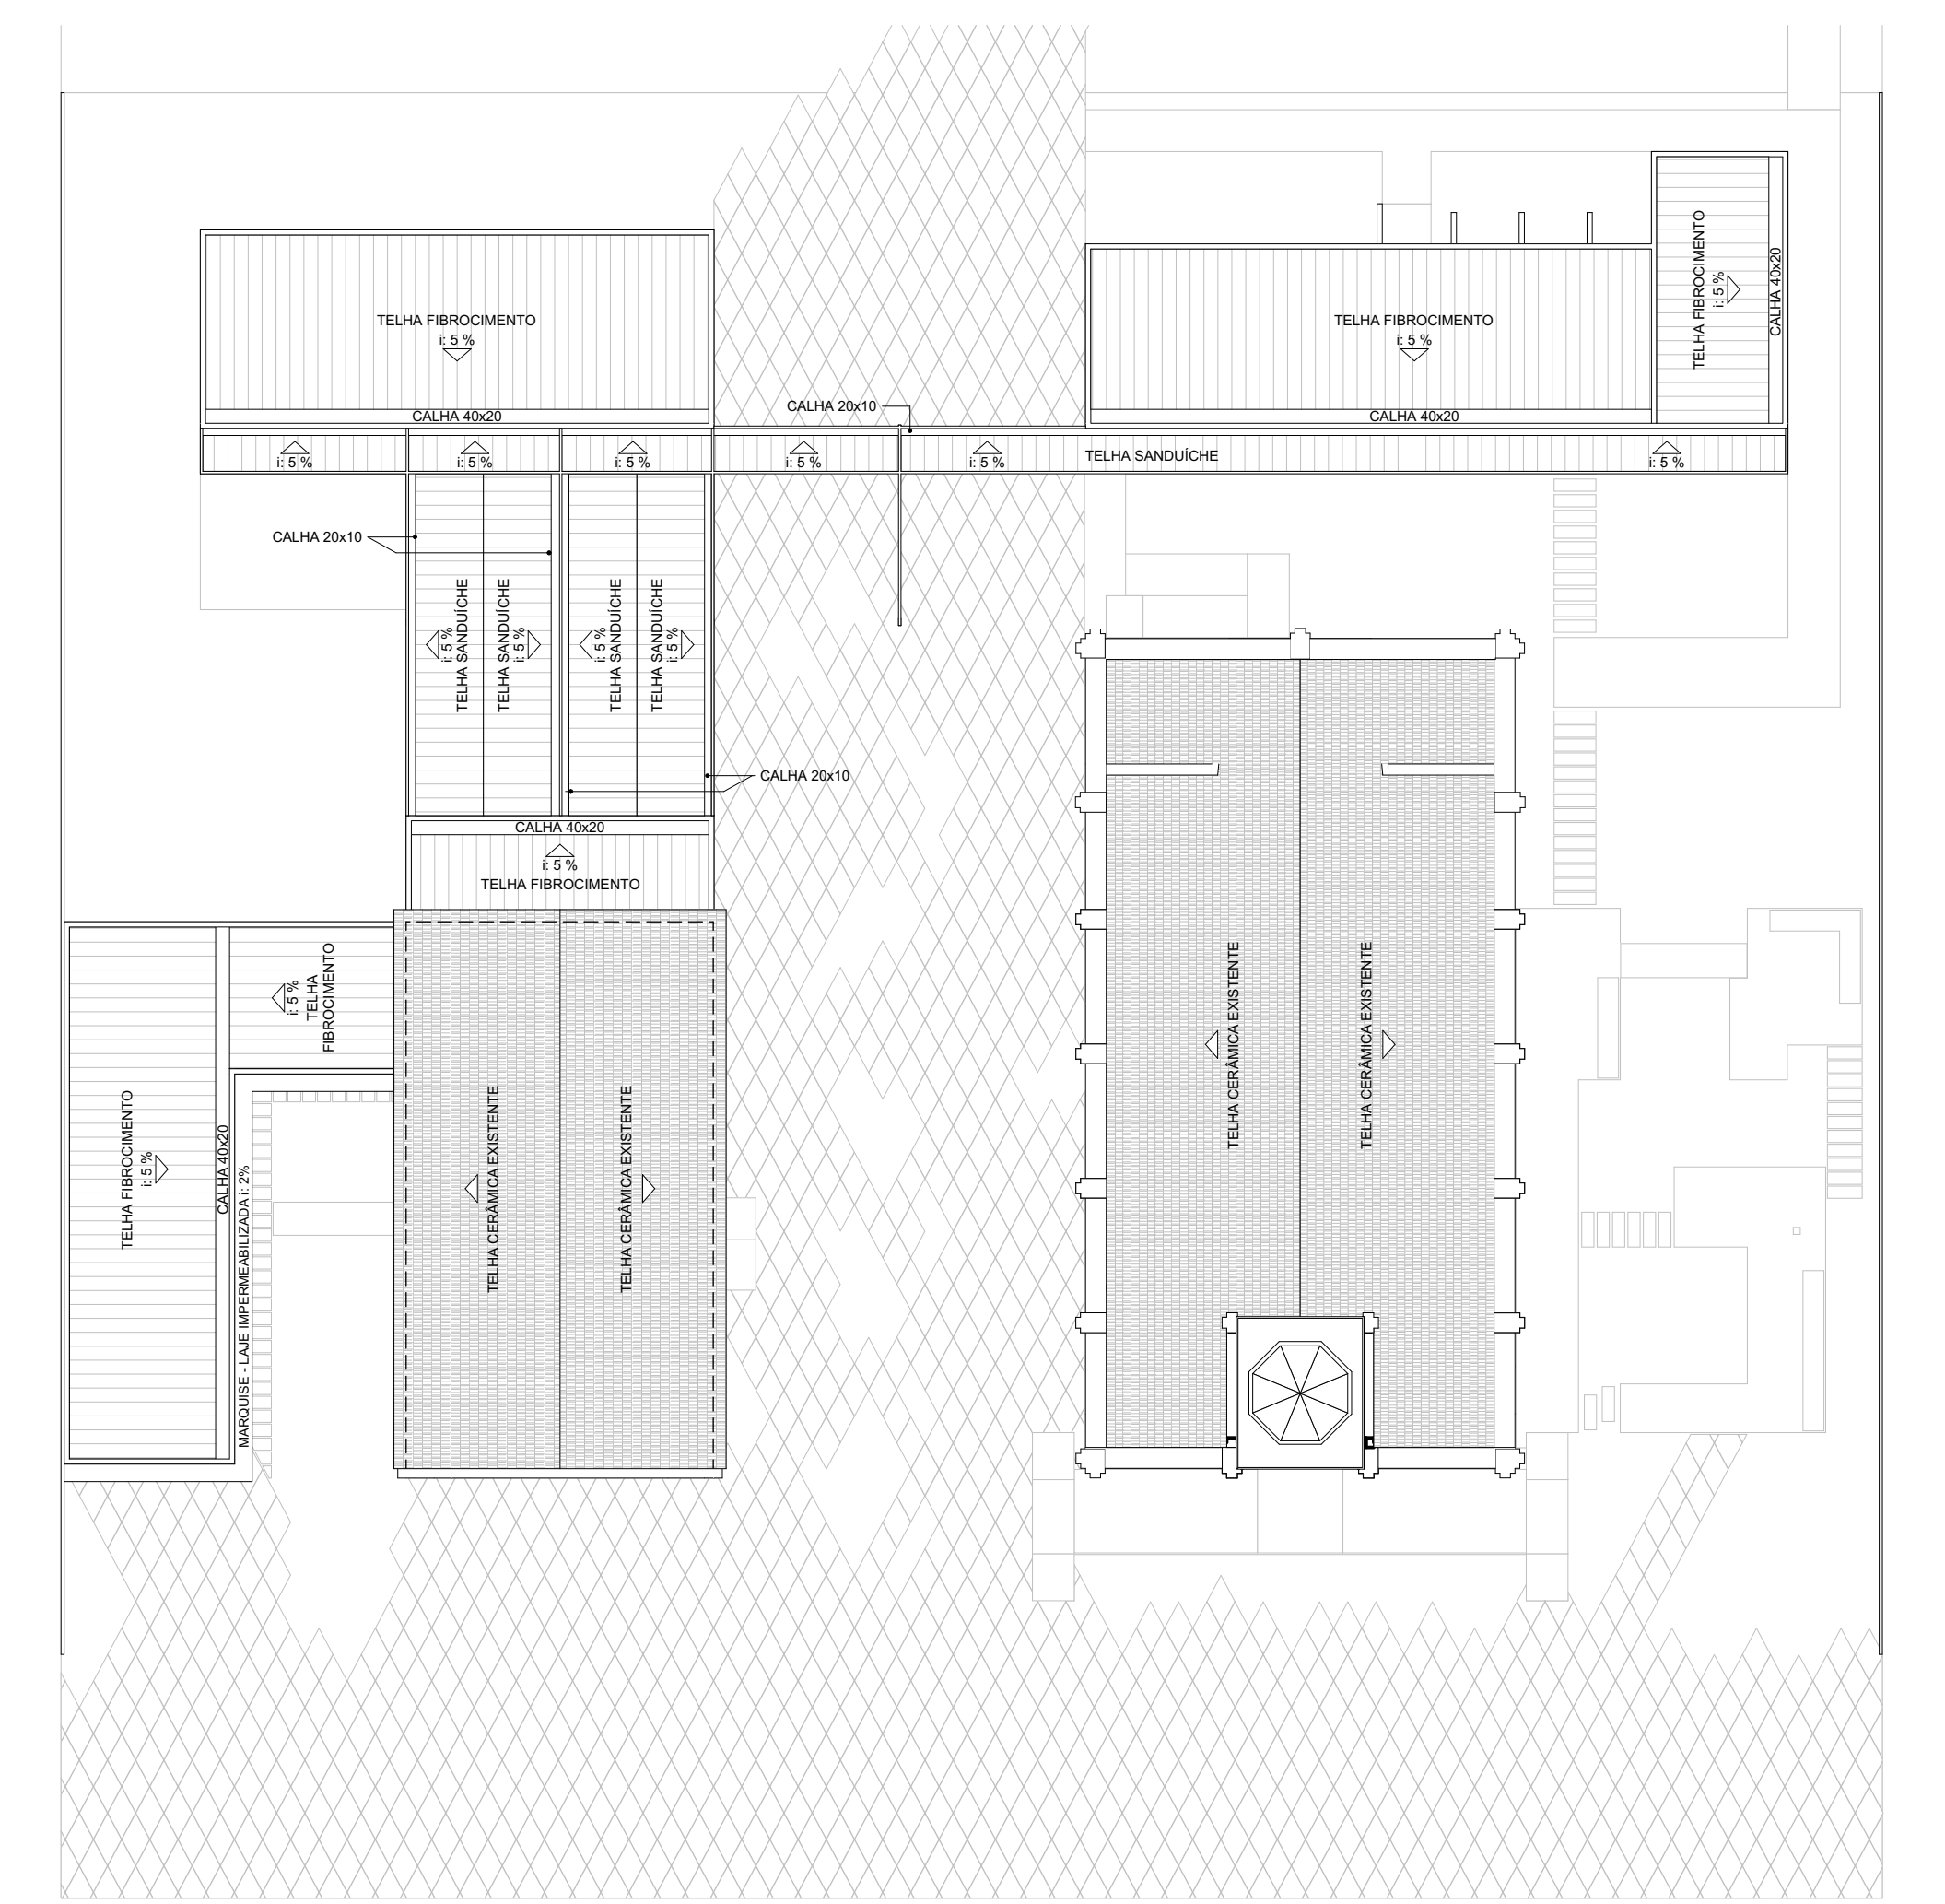 TELHA FIBROCIMENTO
i: 5 %
CALHA 40x20
TELHA FIBROCIMENTO
i: 5 %
CALHA 40x20
TELHA FIBROCIMENTO
i: 5 %
CALHA 40x20
CALHA 20x10
i: 5 %
i: 5 %
i: 5 %
i: 5 %
i: 5 %
TELHA SANDUÍCHE
i: 5 %
CALHA 20x10
i: 5 %
TELHA SANDUÍCHE
TELHA SANDUÍCHE
i: 5 %
i: 5 %
TELHA SANDUÍCHE
TELHA SANDUÍCHE
i: 5 %
CALHA 20x10
CALHA 40x20
i: 5 %
TELHA FIBROCIMENTO
i: 5 %
TELHA
FIBROCIMENTO
TELHA FIBROCIMENTO
i: 5 %
CALHA 40x20
MARQUISE - LAJE IMPERMEABILIZADA i: 2%
TELHA CERÂMICA EXISTENTE
TELHA CERÂMICA EXISTENTE
TELHA CERÂMICA EXISTENTE
TELHA CERÂMICA EXISTENTE